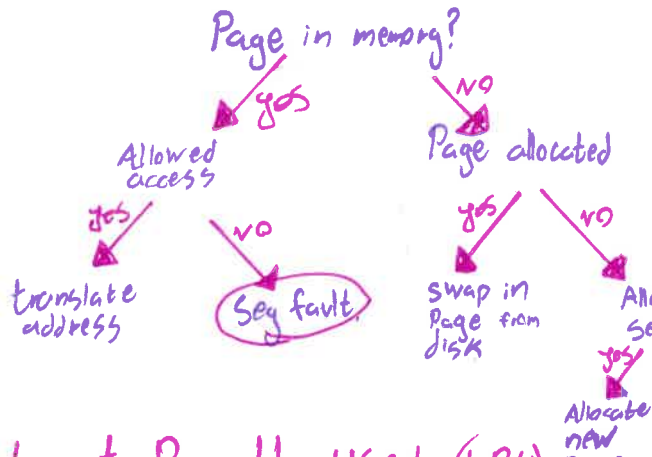 Page in memory?
yes
NO
Allowed
access
Page allocated
yes
NO
yes
NO
translate
address
Seg fault
swap in
Page from
disk
yes
Allocate
new